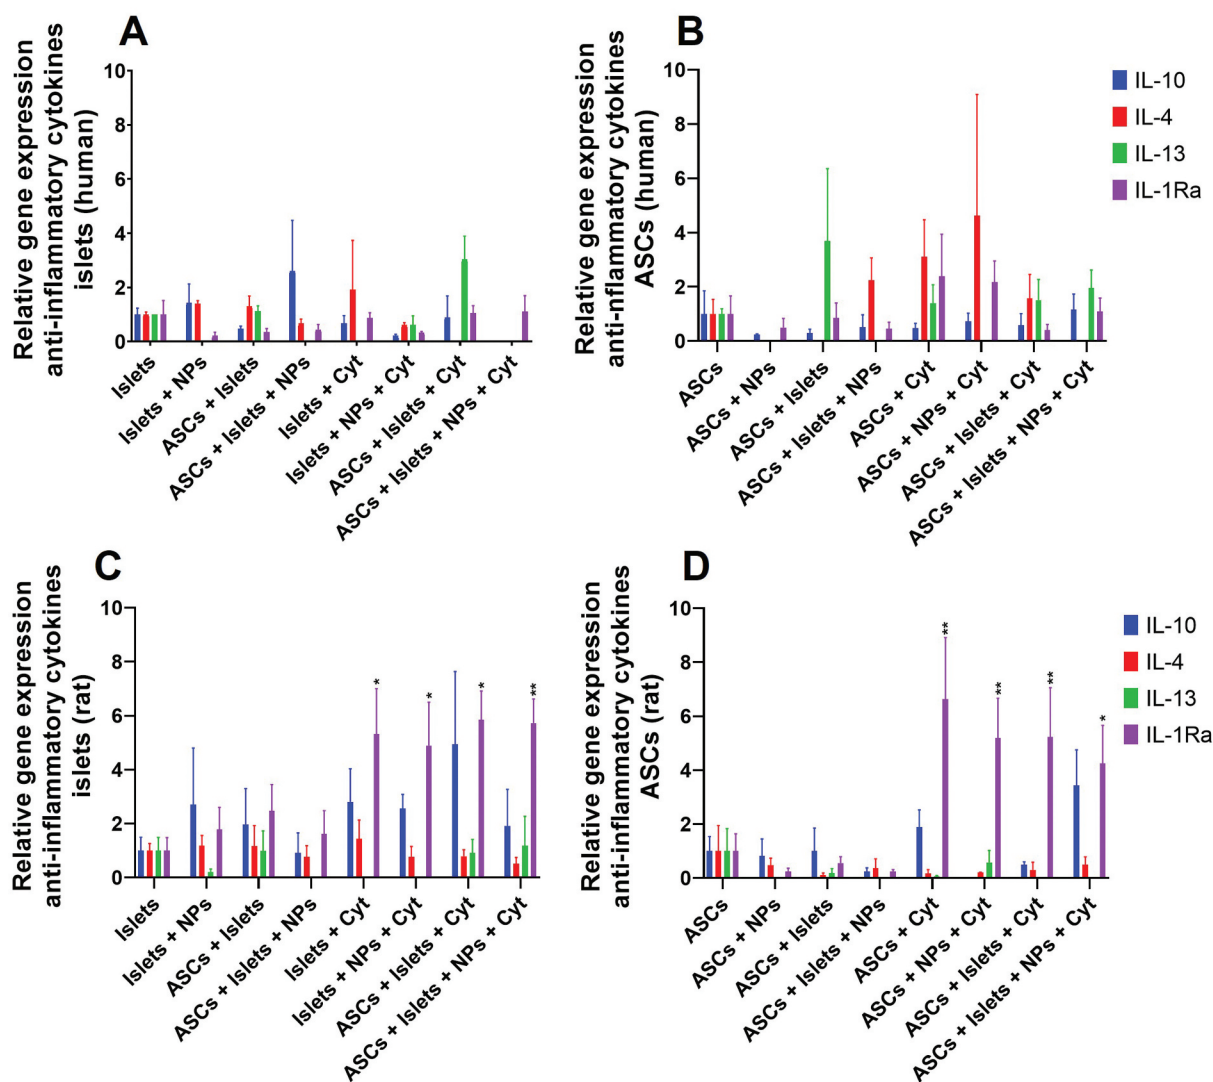 A
Relative gene expression
anti-inflammatory cytokines
islets (human)
10
8
6
4
2
0
Islets
Islets + NPs
ASCs + Islets
ASCs + Islets + NPs
Islets + Cyt
Islets + NPs + Cyt
ASCs + Islets + Cyt
ASCs + Islets + NPs + Cyt
B
Relative gene expression
anti-inflammatory cytokines
ASCs (human)
10
8
6
4
2
0
ASCs
ASCs + NPs
ASCs + Islets
ASCs + Islets + NPs
ASCs + Cyt
ASCs + NPs + Cyt
ASCs + Islets + Cyt
ASCs + Islets + NPs + Cyt
IL-10
IL-4
IL-13
IL-1Ra
C
Relative gene expression
anti-inflammatory cytokines
islets (rat)
10
8
6
4
2
0
*
*
*
**
Islets
Islets + NPs
ASCs + Islets
ASCs + Islets + NPs
Islets + Cyt
Islets + NPs + Cyt
ASCs + Islets + Cyt
ASCs + Islets + NPs + Cyt
D
Relative gene expression
anti-inflammatory cytokines
ASCs (rat)
10
8
6
4
2
0
**
**
**
*
ASCs
ASCs + NPs
ASCs + Islets
ASCs + Islets + NPs
ASCs + Cyt
ASCs + NPs + Cyt
ASCs + Islets + Cyt
ASCs + Islets + NPs + Cyt
IL-10
IL-4
IL-13
IL-1Ra